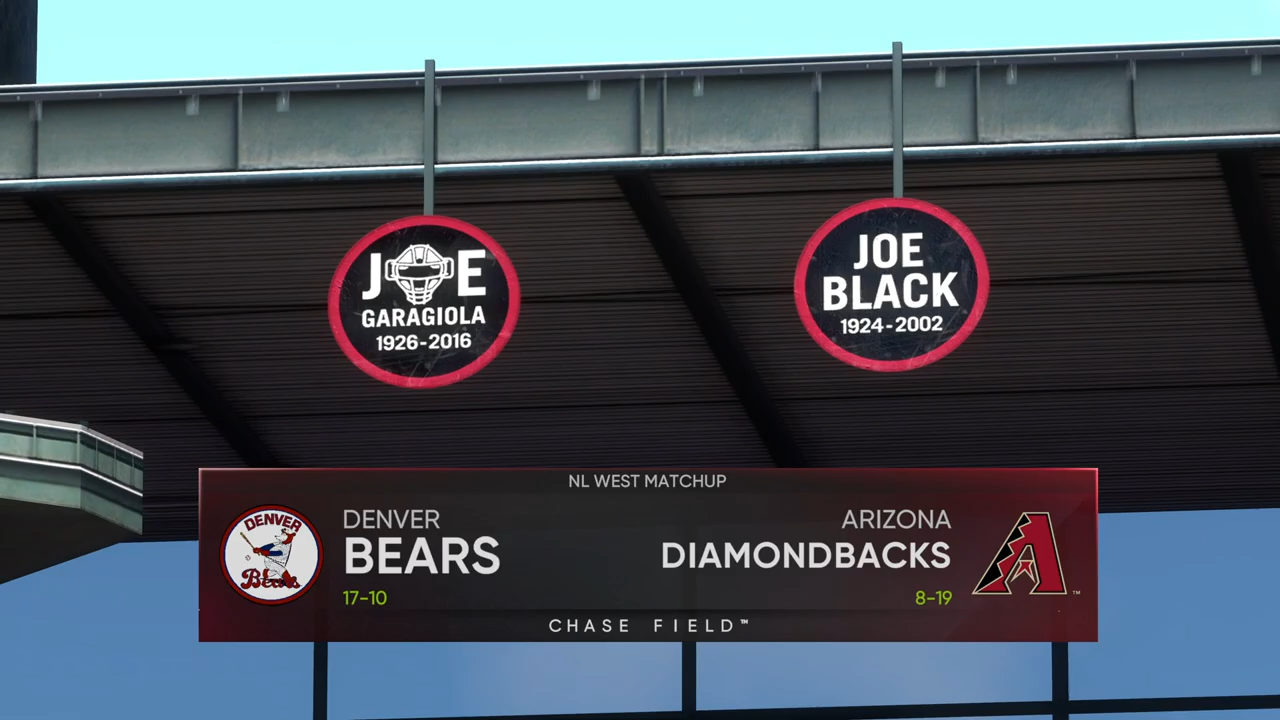 JOE
GARAGIOLA
1926-2016
JOE
BLACK
1924-2002
NL WEST MATCHUP
DENVER
Bears
DENVER
BEARS
17-10
ARIZONA
DIAMONDBACKS
8-19
A
TM
CHASE FIELD™